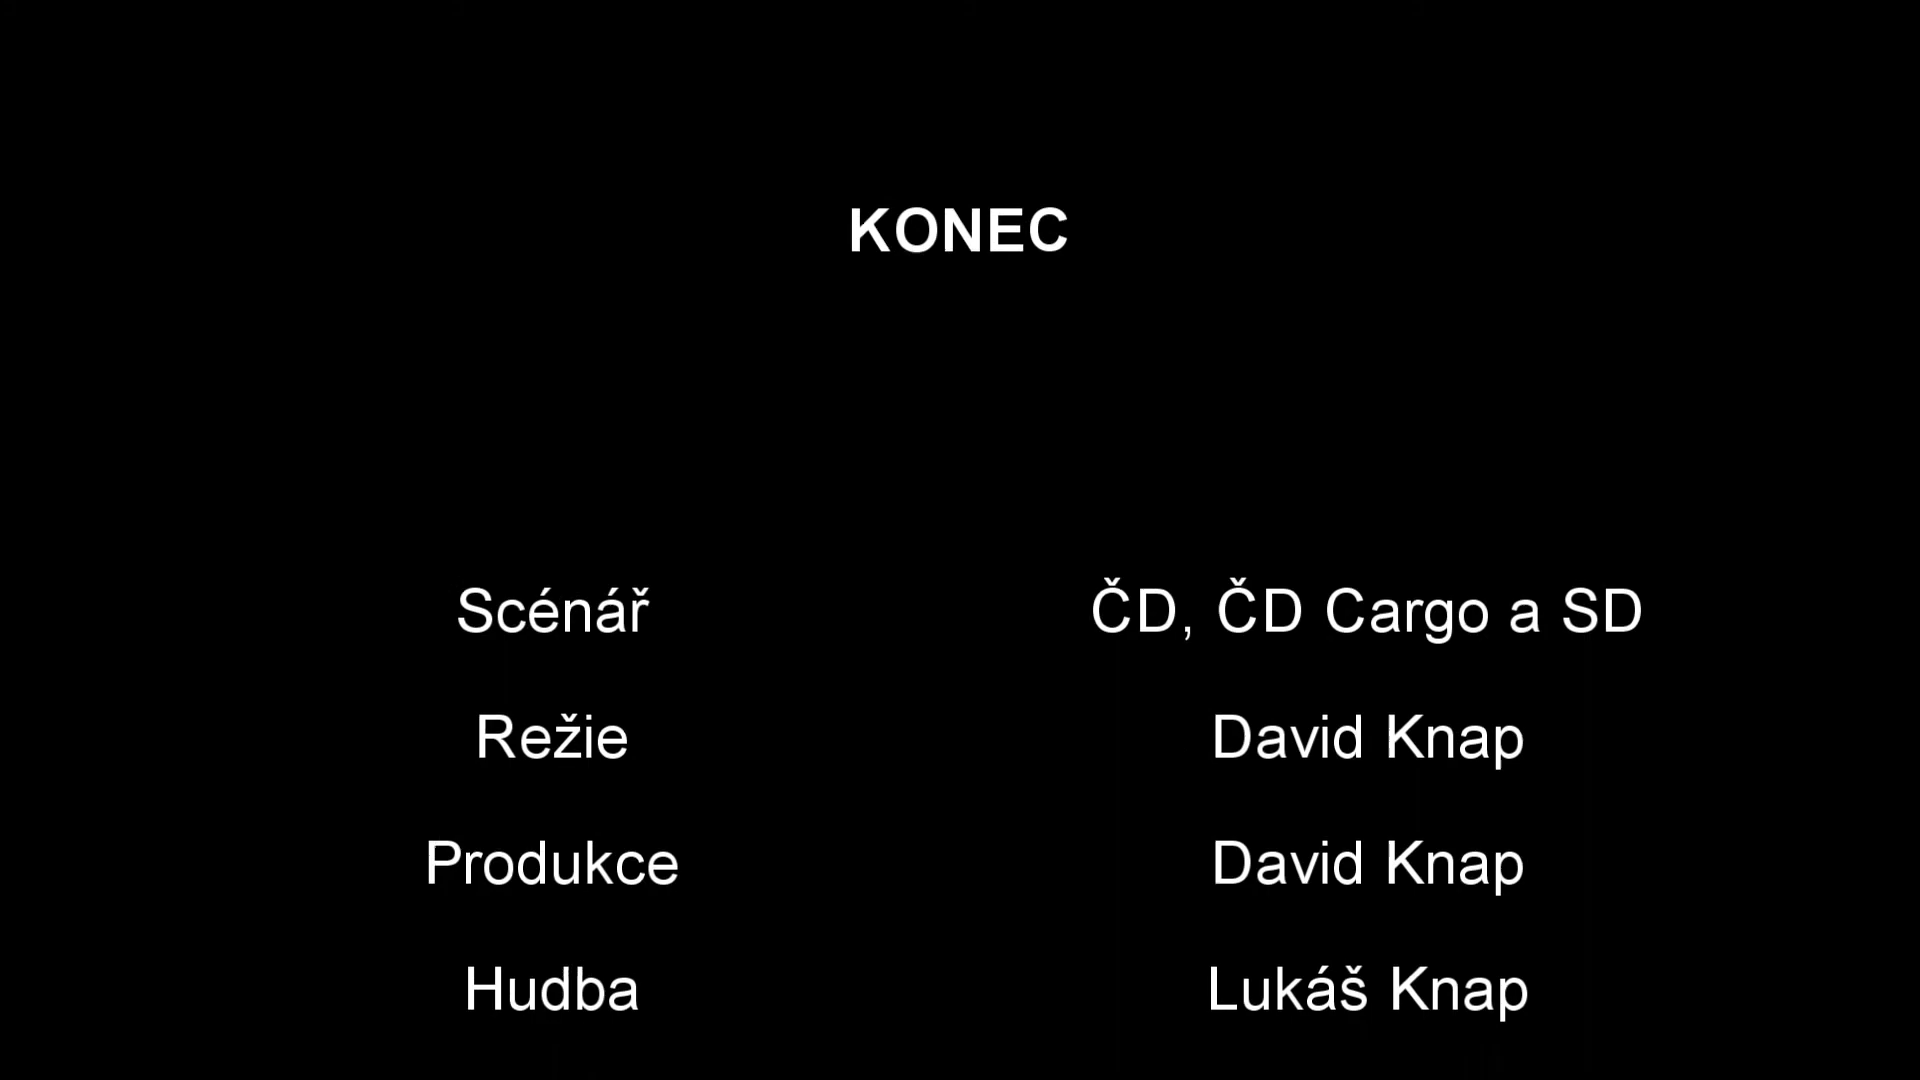 KONEC
Scénář ČD, ČD Cargo a SD
Režie David Knap
Produkce David Knap
Hudba Lukáš Knap